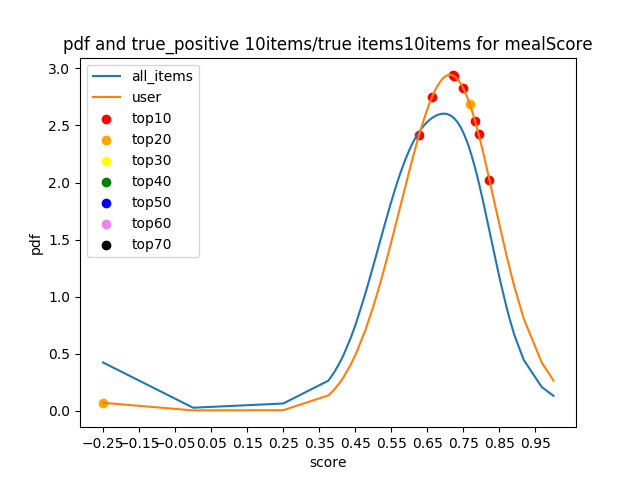 pdf and true_positive 10items/true items10items for mealScore
all_items
user
top10
top20
top30
top40
top50
top60
top70
3.0
2.5
2.0
1.5
1.0
0.5
0.0
pdf
−0.25 −0.15 −0.05 0.05 0.15 0.25 0.35 0.45 0.55 0.65 0.75 0.85 0.95
score